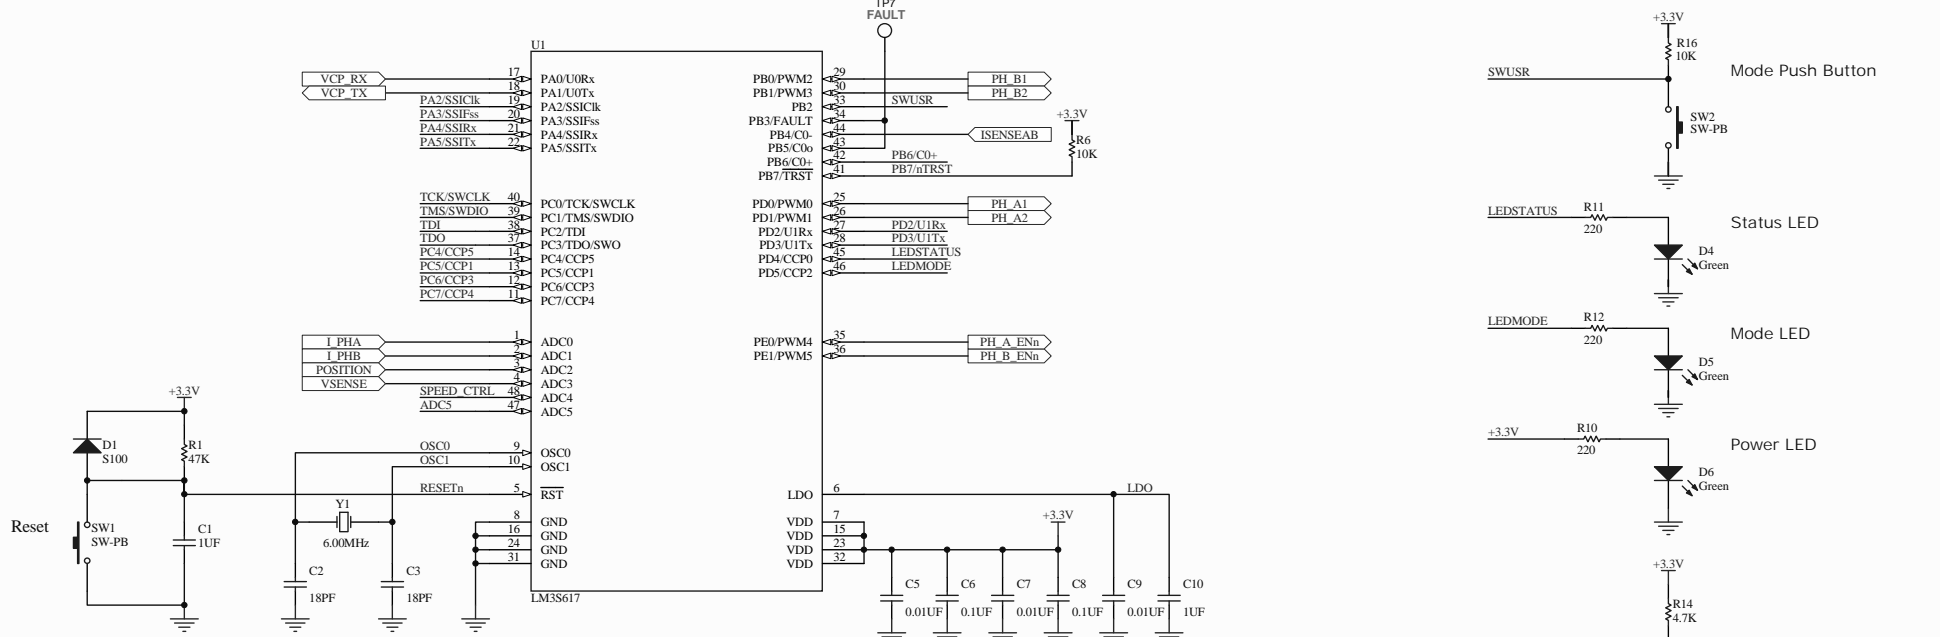 TP7
FAULT
U1
VCP_RX 17 PA0/U0Rx
VCP_TX 18 PA1/U0Tx
PA2/SSIClk 19 PA2/SSIClk
PA3/SSIFss 20 PA3/SSIFss
PA4/SSIRx 21 PA4/SSIRx
PA5/SSITx 22 PA5/SSITx
TCK/SWCLK 40 PC0/TCK/SWCLK
TMS/SWDIO 39 PC1/TMS/SWDIO
TDI 38 PC2/TDI
TDO 37 PC3/TDO/SWO
PC4/CCP5 14 PC4/CCP5
PC5/CCP1 13 PC5/CCP1
PC6/CCP3 12 PC6/CCP3
PC7/CCP4 11 PC7/CCP4
I_PHA 1 ADC0
I_PHB 2 ADC1
POSITION 3 ADC2
VSENSE 4 ADC3
SPEED_CTRL 48 ADC4
ADC5 47 ADC5
OSC0 9 OSC0
OSC1 10 OSC1
RESETn 5 RST
8 GND
16 GND
24 GND
31 GND
LM3S617
PB0/PWM2 29 PH_B1
PB1/PWM3 30 PH_B2
PB2 33 SWUSR
PB3/FAULT 34
PB4/C0- 44 ISENSEAB
PB5/C0o 43
PB6/C0+ 42 PB6/C0+
PB7/TRST 41 PB7/nTRST
+3.3V
R6
10K
PD0/PWM0 25 PH_A1
PD1/PWM1 26 PH_A2
PD2/U1Rx 27 PD2/U1Rx
PD3/U1Tx 28 PD3/U1Tx
PD4/CCP0 45 LEDSTATUS
PD5/CCP2 46 LEDMODE
PE0/PWM4 35 PH_A_ENn
PE1/PWM5 36 PH_B_ENn
LDO 6 LDO
VDD 7
VDD 15
VDD 23
VDD 32
+3.3V
C5
0.01UF
C6
0.1UF
C7
0.01UF
C8
0.1UF
C9
0.01UF
C10
1UF
+3.3V
D1
S100
R1
47K
Reset
SW1
SW-PB
C1
1UF
Y1
6.00MHz
C2
18PF
C3
18PF
+3.3V
R16
10K
SWUSR
Mode Push Button
SW2
SW-PB
LEDSTATUS
R11
220
Status LED
D4
Green
LEDMODE
R12
220
Mode LED
D5
Green
+3.3V
R10
220
Power LED
D6
Green
+3.3V
R14
4.7K